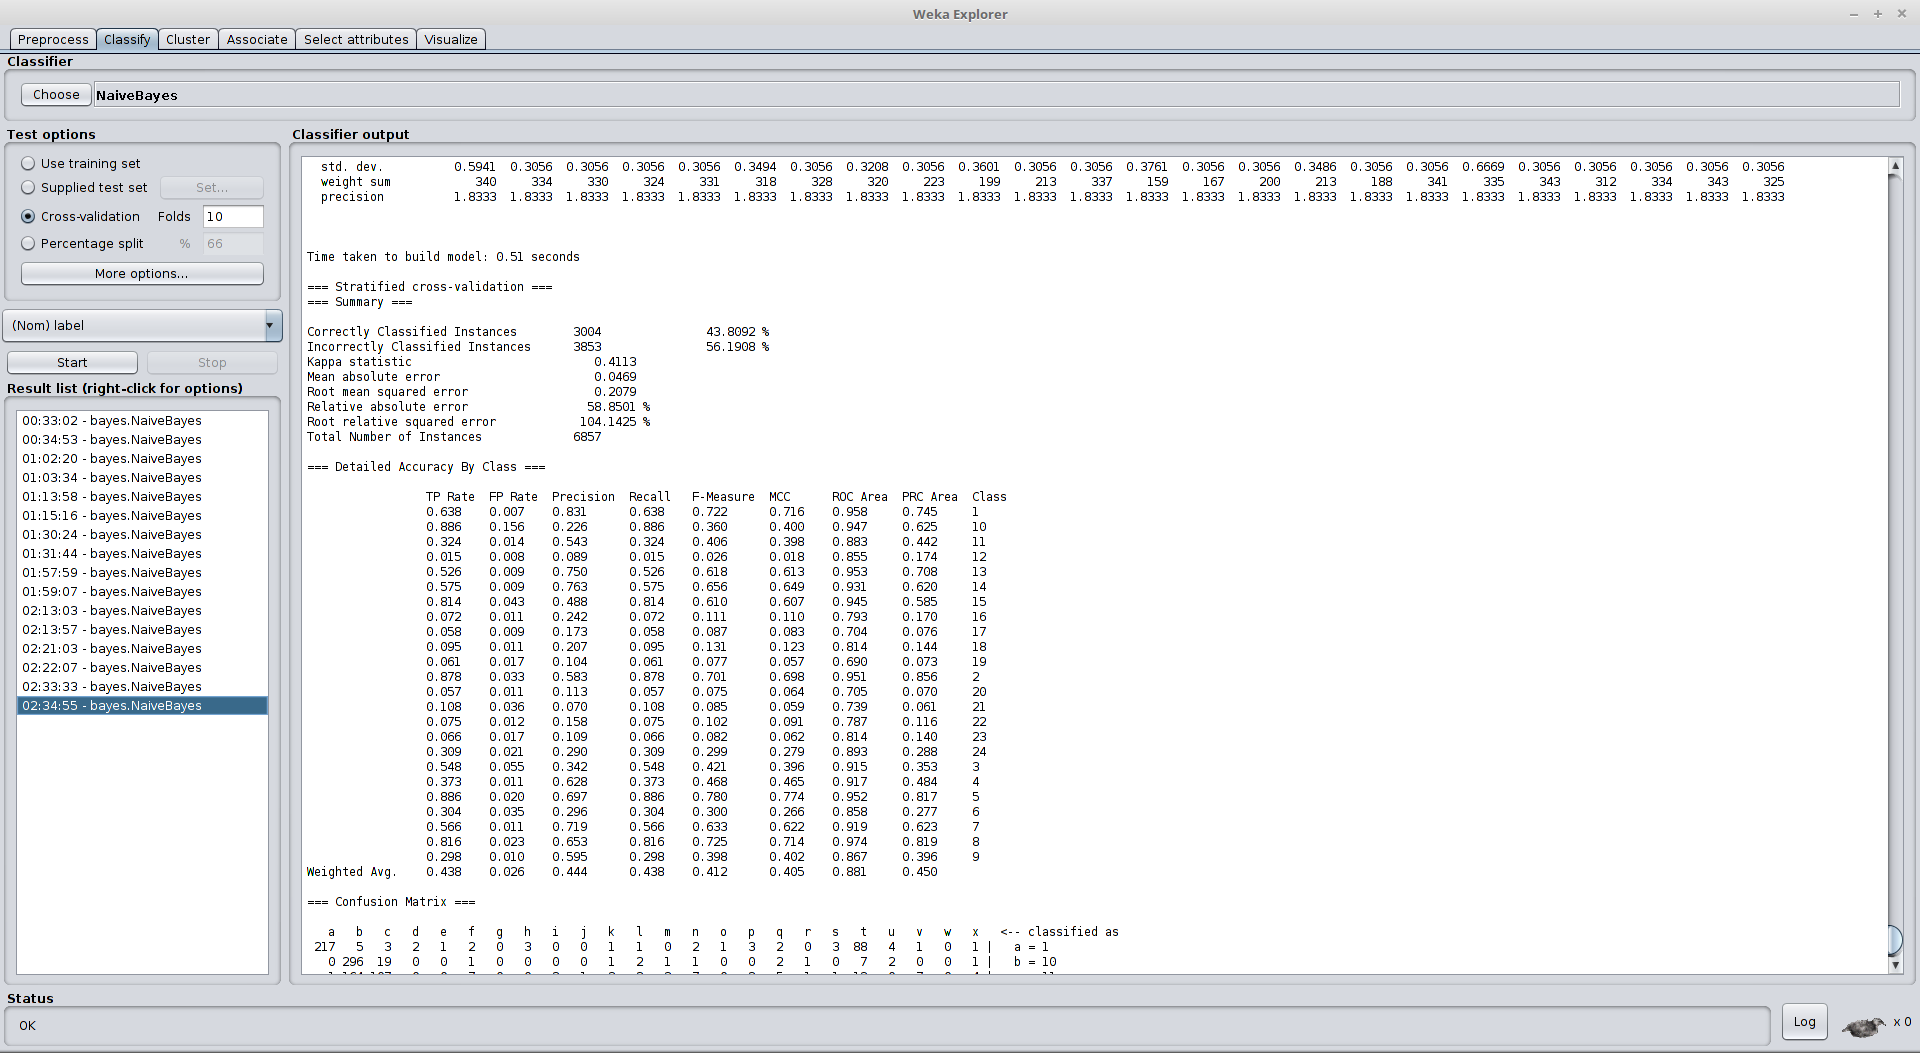 Weka Explorer
Preprocess Classify Cluster Associate Select attributes Visualize
Classifier
Choose NaiveBayes
Test options
Use training set
Supplied test set Set...
Cross-validation Folds 10
Percentage split % 66
More options...
(Nom) label
Start Stop
Result list (right-click for options)
00:33:02 - bayes.NaiveBayes
00:34:53 - bayes.NaiveBayes
01:02:20 - bayes.NaiveBayes
01:03:34 - bayes.NaiveBayes
01:13:58 - bayes.NaiveBayes
01:15:16 - bayes.NaiveBayes
01:30:24 - bayes.NaiveBayes
01:31:44 - bayes.NaiveBayes
01:57:59 - bayes.NaiveBayes
01:59:07 - bayes.NaiveBayes
02:13:03 - bayes.NaiveBayes
02:13:57 - bayes.NaiveBayes
02:21:03 - bayes.NaiveBayes
02:22:07 - bayes.NaiveBayes
02:33:33 - bayes.NaiveBayes
02:34:55 - bayes.NaiveBayes
Classifier output
std. dev. 0.5941 0.3056 0.3056 0.3056 0.3056 0.3494 0.3056 0.3208 0.3056 0.3601 0.3056 0.3056 0.3761 0.3056 0.3056 0.3486 0.3056 0.3056 0.6669 0.3056 0.3056 0.3056 0.3056 0.3056
weight sum 340 334 330 324 331 318 328 320 223 199 213 337 159 167 200 213 188 341 335 343 312 334 343 325
precision 1.8333 1.8333 1.8333 1.8333 1.8333 1.8333 1.8333 1.8333 1.8333 1.8333 1.8333 1.8333 1.8333 1.8333 1.8333 1.8333 1.8333 1.8333 1.8333 1.8333 1.8333 1.8333 1.8333 1.8333
Time taken to build model: 0.51 seconds
=== Stratified cross-validation ===
=== Summary ===
Correctly Classified Instances 3004 43.8092 %
Incorrectly Classified Instances 3853 56.1908 %
Kappa statistic 0.4113
Mean absolute error 0.0469
Root mean squared error 0.2079
Relative absolute error 58.8501 %
Root relative squared error 104.1425 %
Total Number of Instances 6857
=== Detailed Accuracy By Class ===
TP Rate FP Rate Precision Recall F-Measure MCC ROC Area PRC Area Class
0.638 0.007 0.831 0.638 0.722 0.716 0.958 0.745 1
0.886 0.156 0.226 0.886 0.360 0.400 0.947 0.625 10
0.324 0.014 0.543 0.324 0.406 0.398 0.883 0.442 11
0.015 0.008 0.089 0.015 0.026 0.018 0.855 0.174 12
0.526 0.009 0.750 0.526 0.618 0.613 0.953 0.708 13
0.575 0.009 0.763 0.575 0.656 0.649 0.931 0.620 14
0.814 0.043 0.488 0.814 0.610 0.607 0.945 0.585 15
0.072 0.011 0.242 0.072 0.111 0.110 0.793 0.170 16
0.058 0.009 0.173 0.058 0.087 0.083 0.704 0.076 17
0.095 0.011 0.207 0.095 0.131 0.123 0.814 0.144 18
0.061 0.017 0.104 0.061 0.077 0.057 0.690 0.073 19
0.878 0.033 0.583 0.878 0.701 0.698 0.951 0.856 2
0.057 0.011 0.113 0.057 0.075 0.064 0.705 0.070 20
0.108 0.036 0.070 0.108 0.085 0.059 0.739 0.061 21
0.075 0.012 0.158 0.075 0.102 0.091 0.787 0.116 22
0.066 0.017 0.109 0.066 0.082 0.062 0.814 0.140 23
0.309 0.021 0.290 0.309 0.299 0.279 0.893 0.288 24
0.548 0.055 0.342 0.548 0.421 0.396 0.915 0.353 3
0.373 0.011 0.628 0.373 0.468 0.465 0.917 0.484 4
0.886 0.020 0.697 0.886 0.780 0.774 0.952 0.817 5
0.304 0.035 0.296 0.304 0.300 0.266 0.858 0.277 6
0.566 0.011 0.719 0.566 0.633 0.622 0.919 0.623 7
0.816 0.023 0.653 0.816 0.725 0.714 0.974 0.819 8
0.298 0.010 0.595 0.298 0.398 0.402 0.867 0.396 9
Weighted Avg. 0.438 0.026 0.444 0.438 0.412 0.405 0.881 0.450
=== Confusion Matrix ===
a b c d e f g h i j k l m n o p q r s t u v w x <-- classified as
217 5 3 2 1 2 0 3 0 0 1 1 0 2 1 3 2 0 3 88 4 1 0 1 | a = 1
0 296 19 0 0 1 0 0 0 0 1 2 1 1 0 0 2 1 0 7 2 0 0 1 | b = 10
Status
OK
Log
x 0